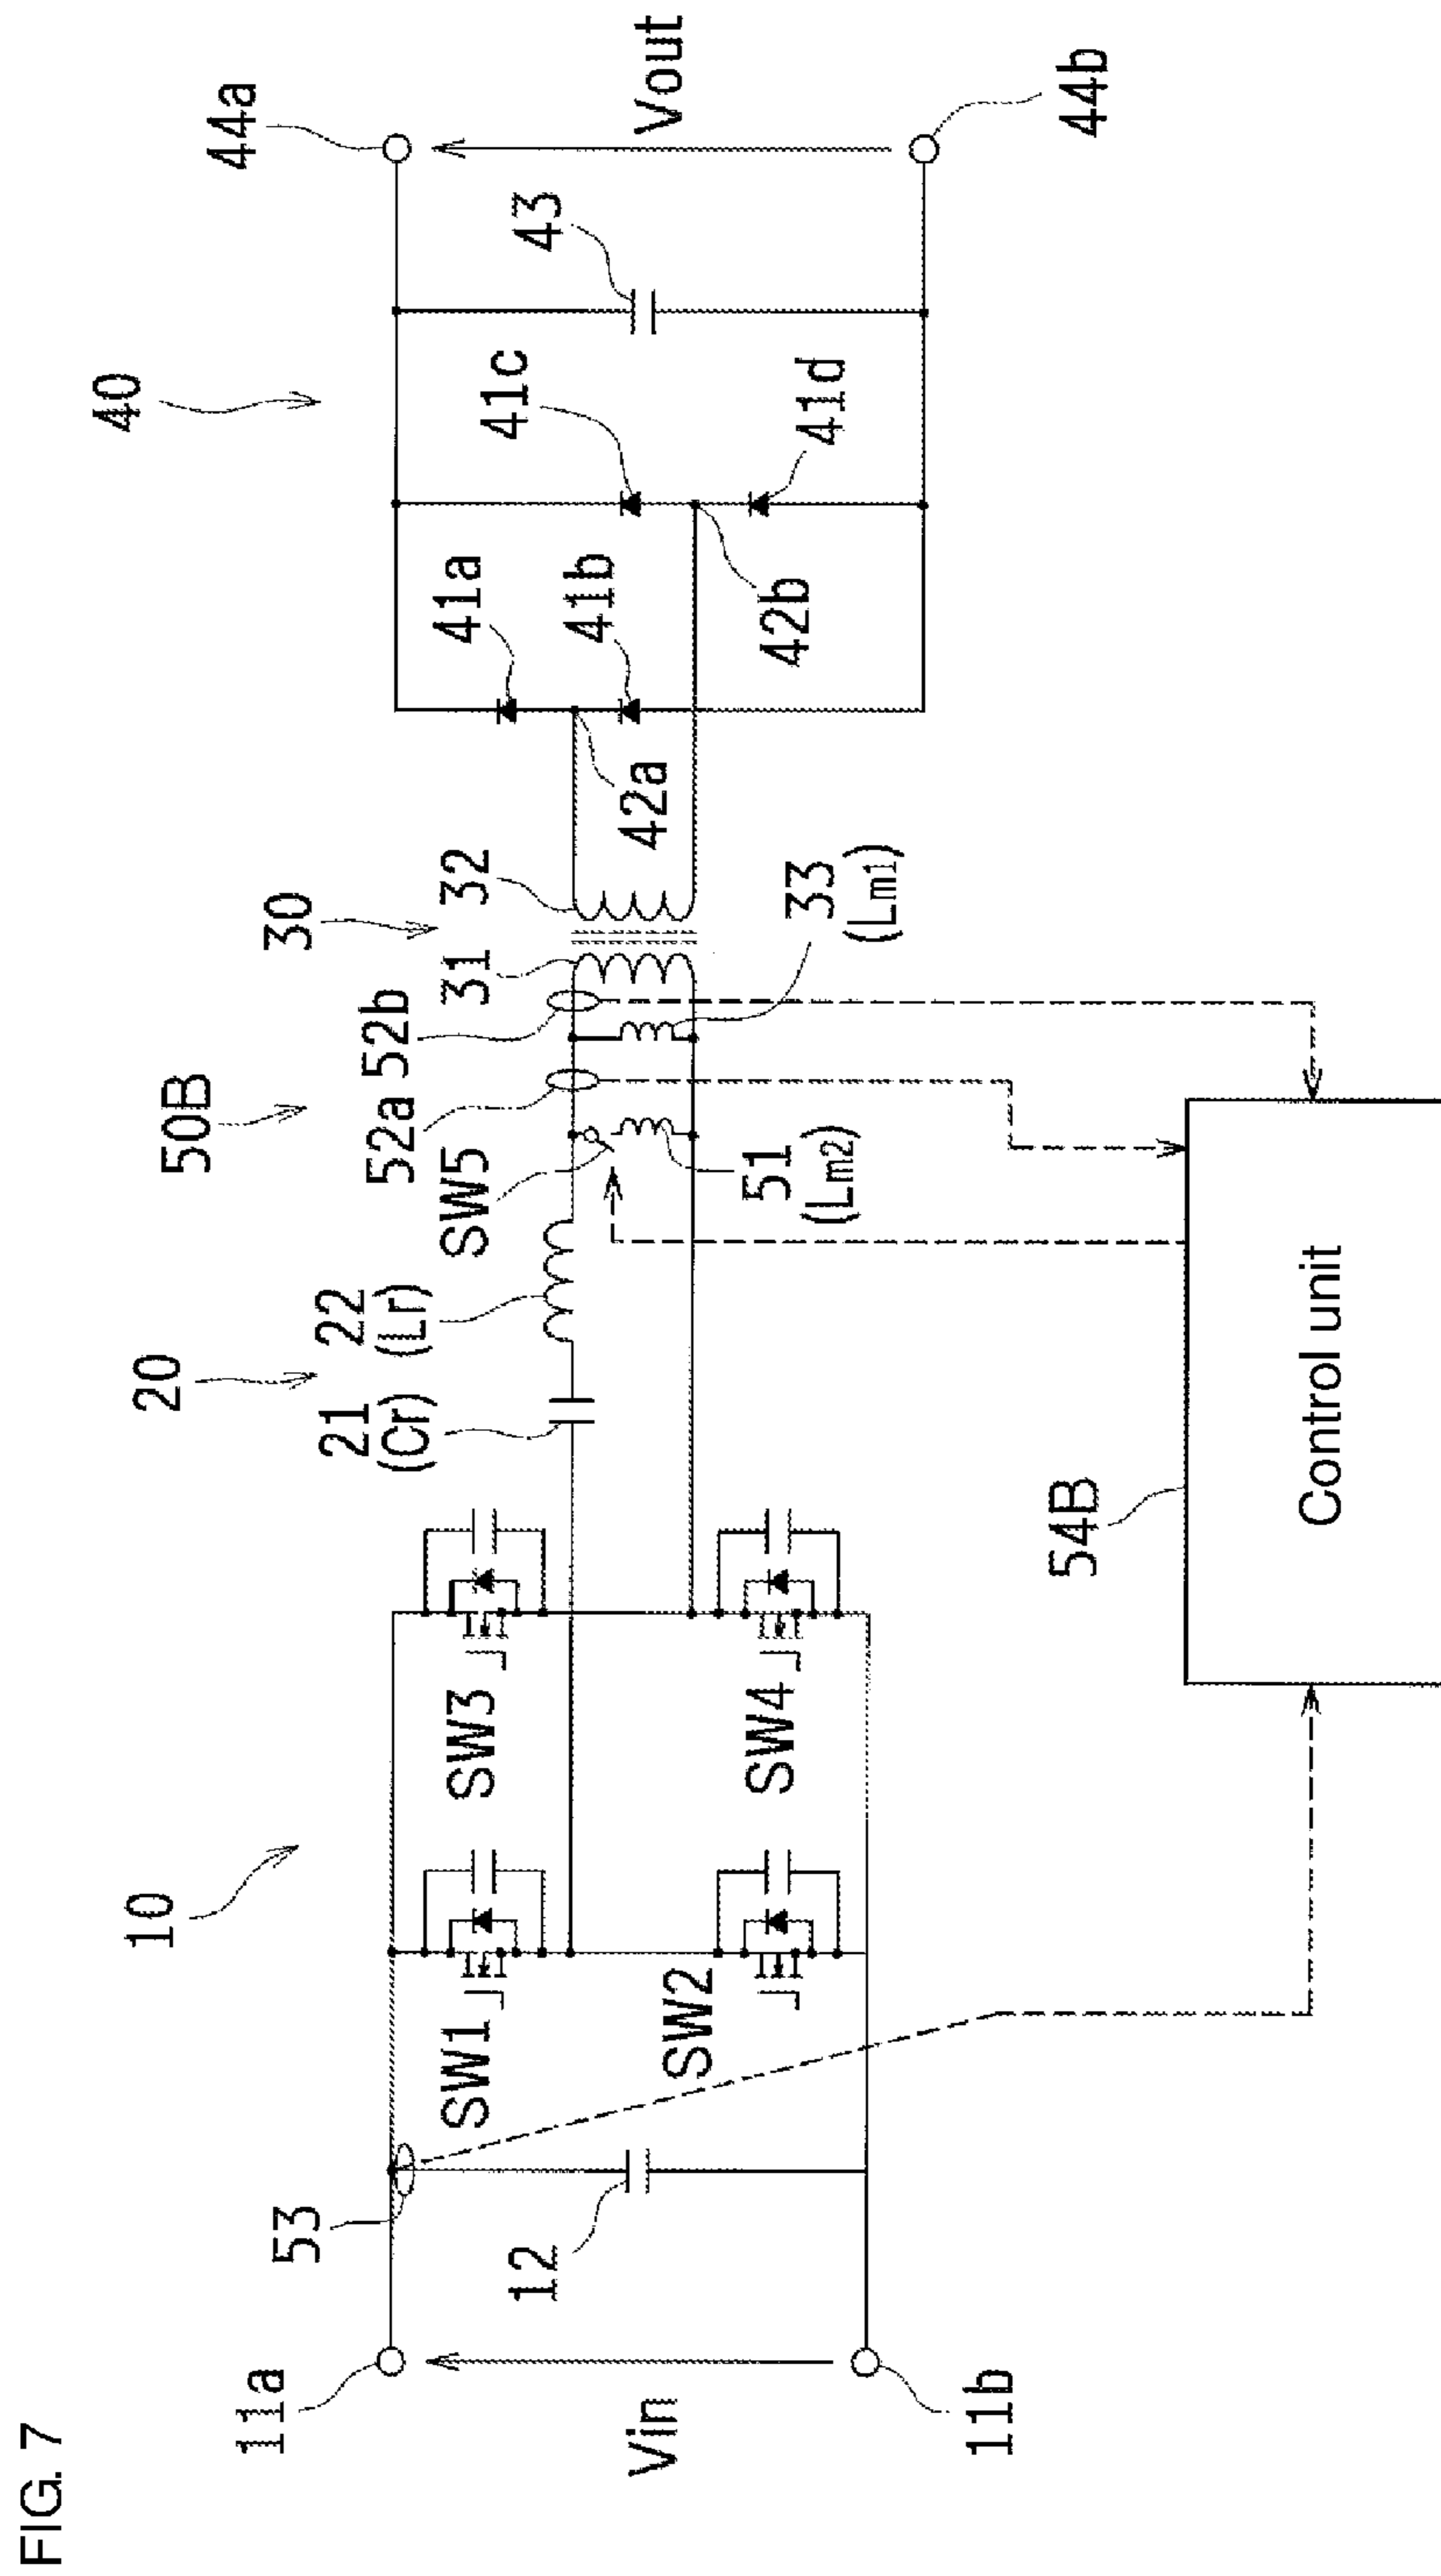 FIG. 7
10
20
50B
30
40
11a
53
12
Vin
11b
SW1
SW2
SW3
SW4
21
(Cr)
22
(Lr)
SW5
52a
52b
31
32
51
(Lm2)
33
(Lm1)
42a
41a
41b
42b
41c
41d
43
44a
Vout
44b
54B
Control unit